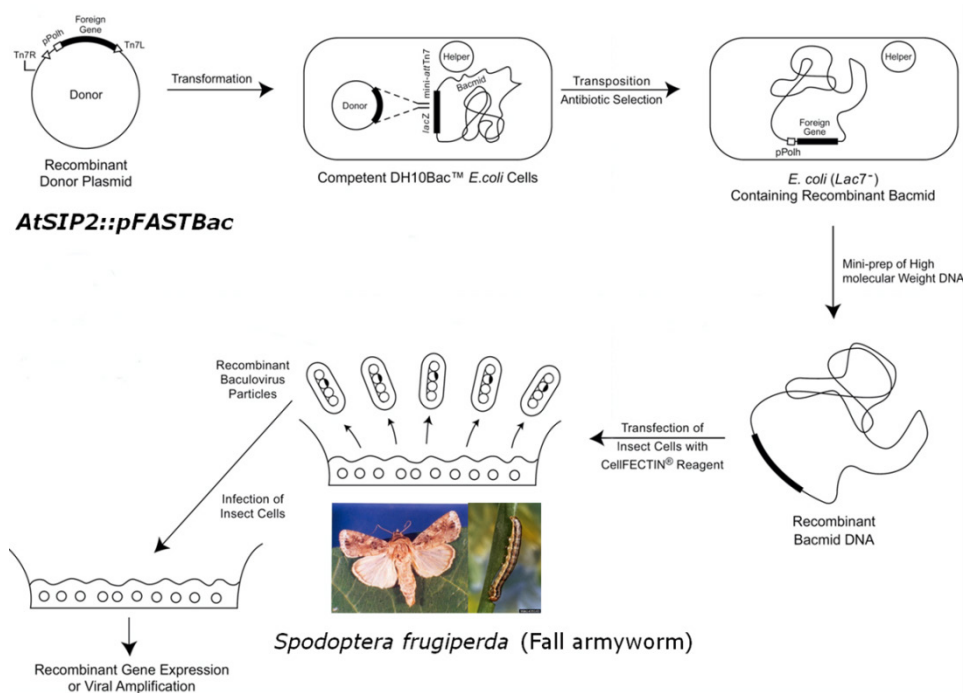 Foreign
Gene
pPolh
Tn7R
Tn7L
Donor
Recombinant
Donor Plasmid
AtSIP2::pFASTBac
Transformation
Helper
Donor
lacZ
mini-attTn7
Bacmid
Competent DH10Bac™ E.coli Cells
Transposition
Antibiotic Selection
Helper
Foreign
Gene
pPolh
E. coli (Lac7⁻)
Containing Recombinant Bacmid
Mini-prep of High
molecular Weight DNA
Recombinant
Bacmid DNA
Transfection of
Insect Cells with
CellFECTIN® Reagent
Recombinant
Baculovirus
Particles
Infection of
Insect Cells
Spodoptera frugiperda (Fall armyworm)
Recombinant Gene Expression
or Viral Amplification